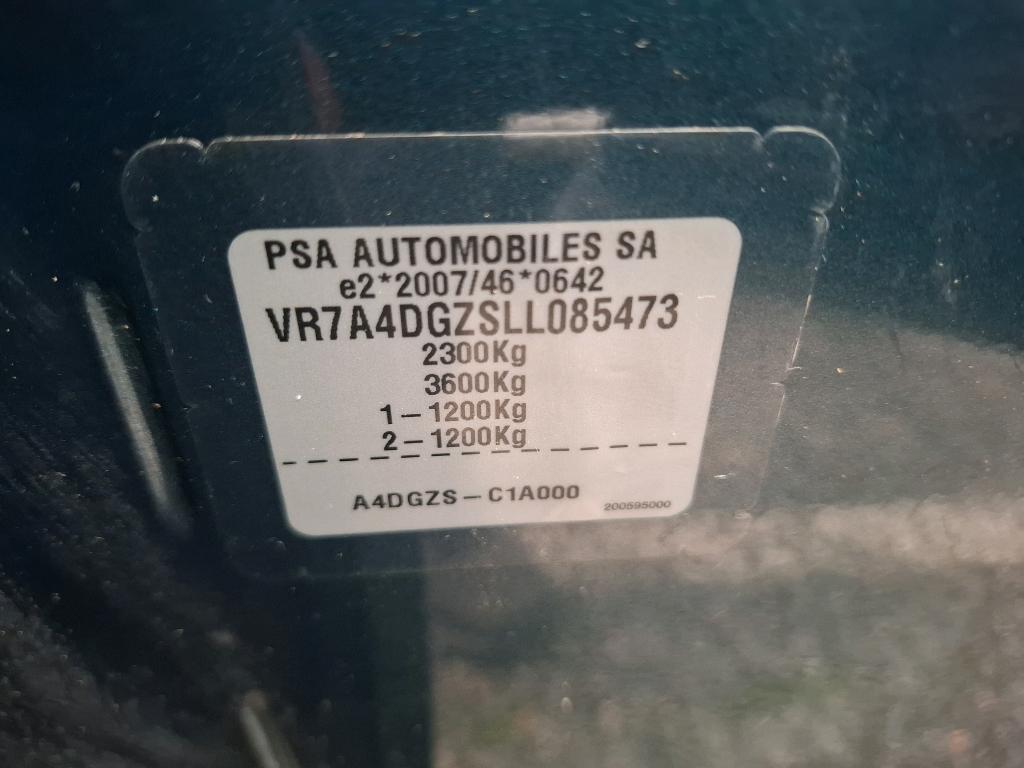 PSA AUTOMOBILES SA
e2*2007/46*0642
VR7A4DGZSLL085473
2300Kg
3600Kg
1-1200Kg
2-1200Kg
A4DGZS-C1A000
200595000